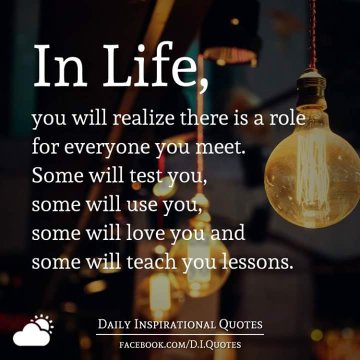 In Life,
you will realize there is a role
for everyone you meet.
Some will test you,
some will use you,
some will love you and
some will teach you lessons.
Daily Inspirational Quotes
facebook.com/D.I.Quotes